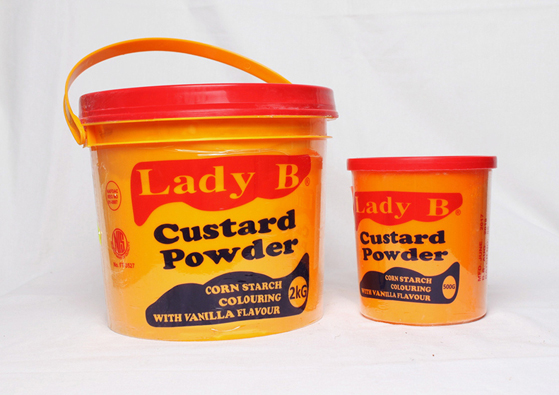 Lady B®
Custard
Powder
CORN STARCH
COLOURING
WITH VANILLA FLAVOUR
2kG
Lady B®
Custard
Powder
CORN STARCH
COLOURING
WITH VANILLA FLAVOUR
500G